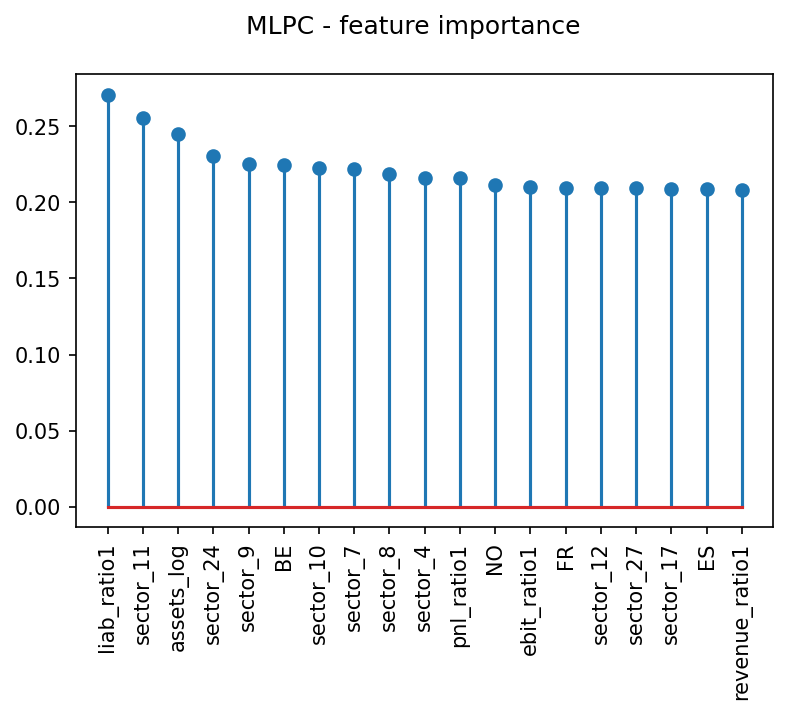 MLPC - feature importance
0.25
0.20
0.15
0.10
0.05
0.00
liab_ratio1
sector_11
assets_log
sector_24
sector_9
BE
sector_10
sector_7
sector_8
sector_4
pnl_ratio1
NO
ebit_ratio1
FR
sector_12
sector_27
sector_17
ES
revenue_ratio1